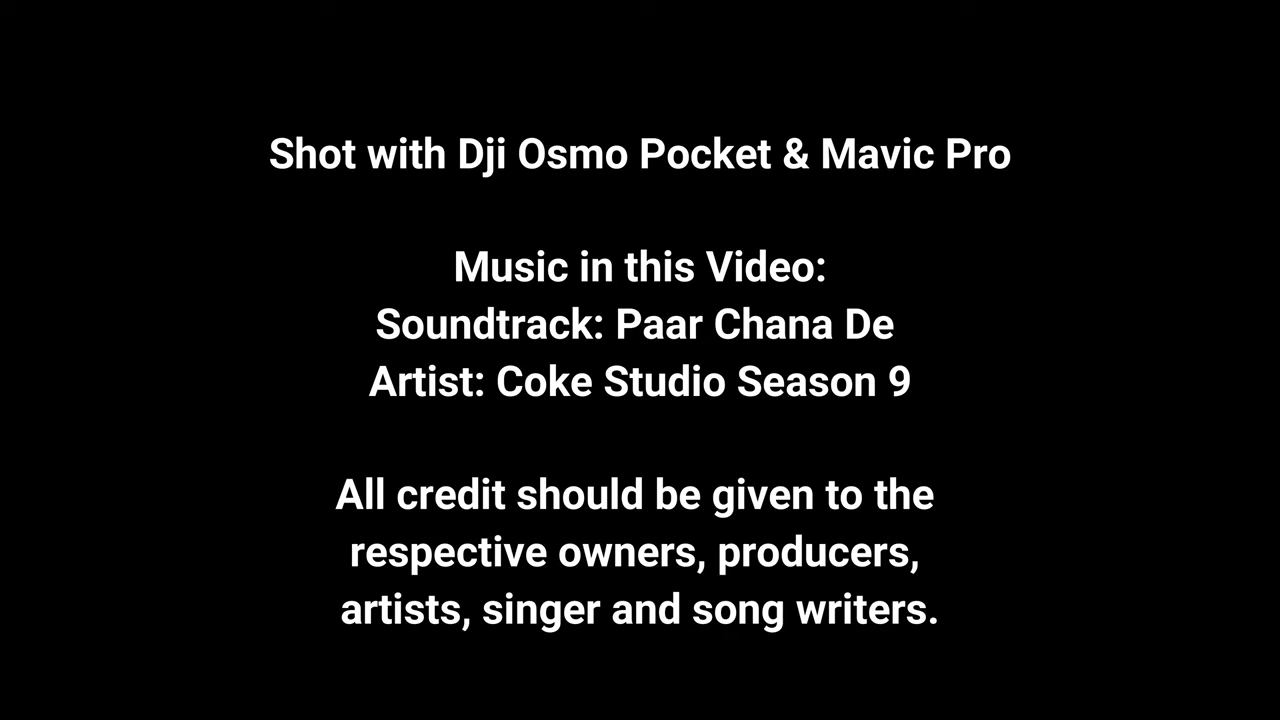 Shot with Dji Osmo Pocket & Mavic Pro
Music in this Video:
Soundtrack: Paar Chana De
Artist: Coke Studio Season 9
All credit should be given to the
respective owners, producers,
artists, singer and song writers.